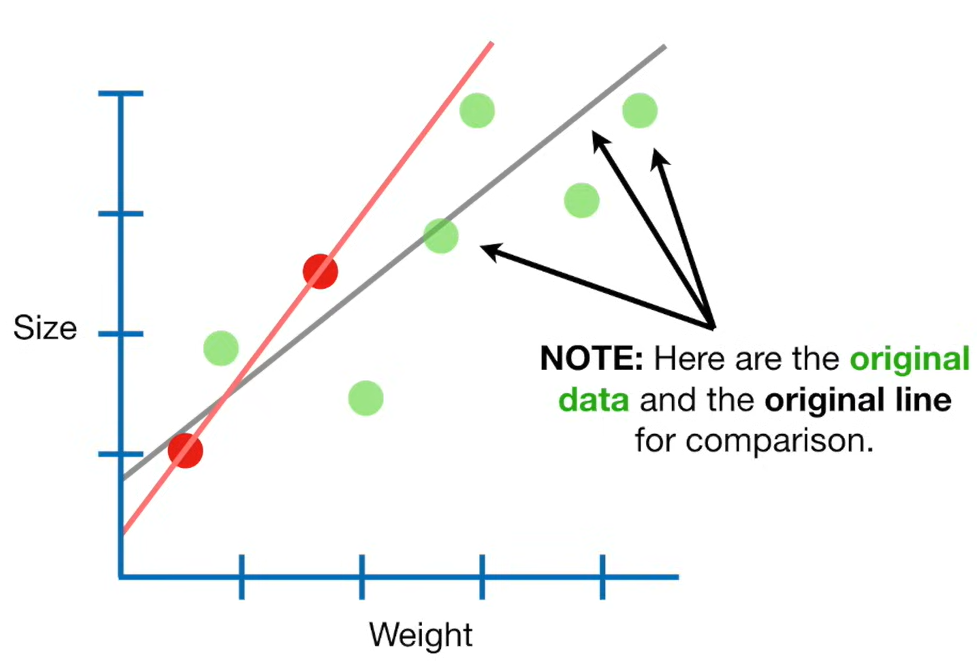 Size
NOTE: Here are the original
data and the original line
for comparison.
Weight